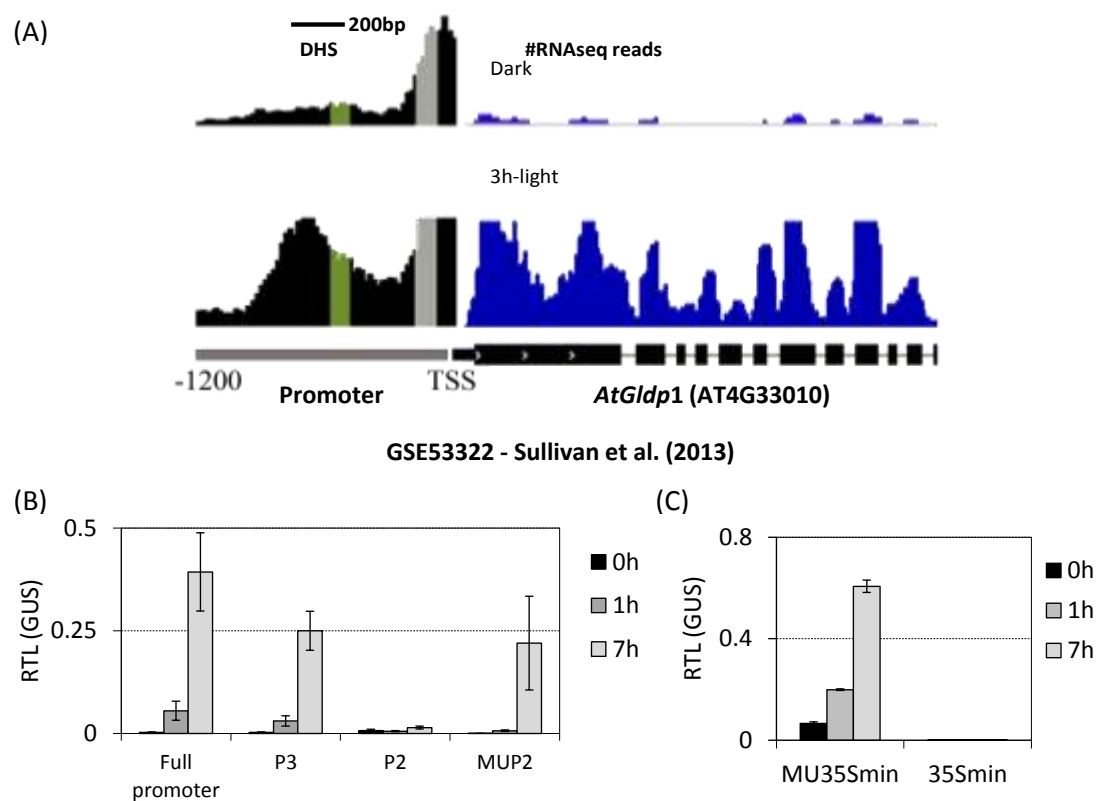 (A)
200bp
DHS
#RNAseq reads
Dark
3h-light
-1200
TSS
Promoter
AtGldp1 (AT4G33010)
GSE53322 - Sullivan et al. (2013)
(B)
0.5
0.25
0
RTL (GUS)
0h
1h
7h
Full promoter
P3
P2
MUP2
(C)
0.8
0.4
0
RTL (GUS)
0h
1h
7h
MU35Smin
35Smin